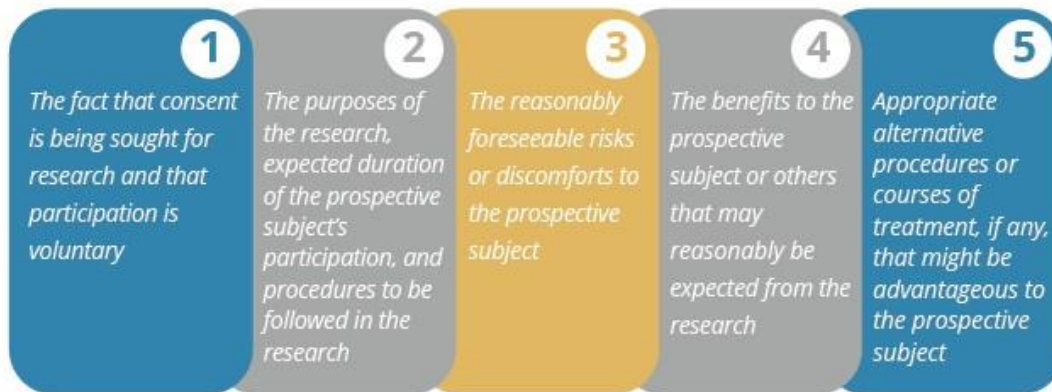 1
The fact that consent
is being sought for
research and that
participation is
voluntary
2
The purposes of
the research,
expected duration
of the prospective
subject's
participation, and
procedures to be
followed in the
research
3
The reasonably
foreseeable risks
or discomforts to
the prospective
subject
4
The benefits to the
prospective
subject or others
that may
reasonably be
expected from the
research
5
Appropriate
alternative
procedures or
courses of
treatment, if any,
that might be
advantageous to
the prospective
subject